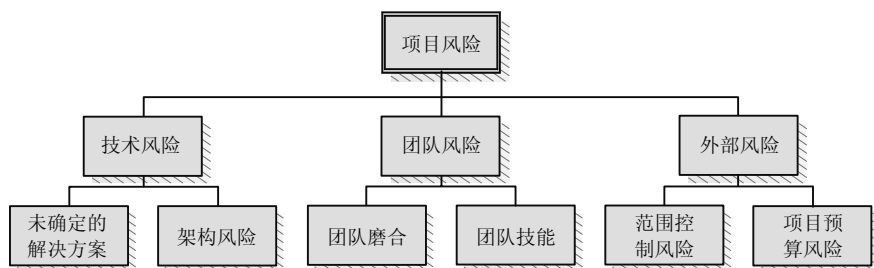 项目风险
技术风险
团队风险
外部风险
未确定的
解决方案
架构风险
团队磨合
团队技能
范围控
制风险
项目预
算风险